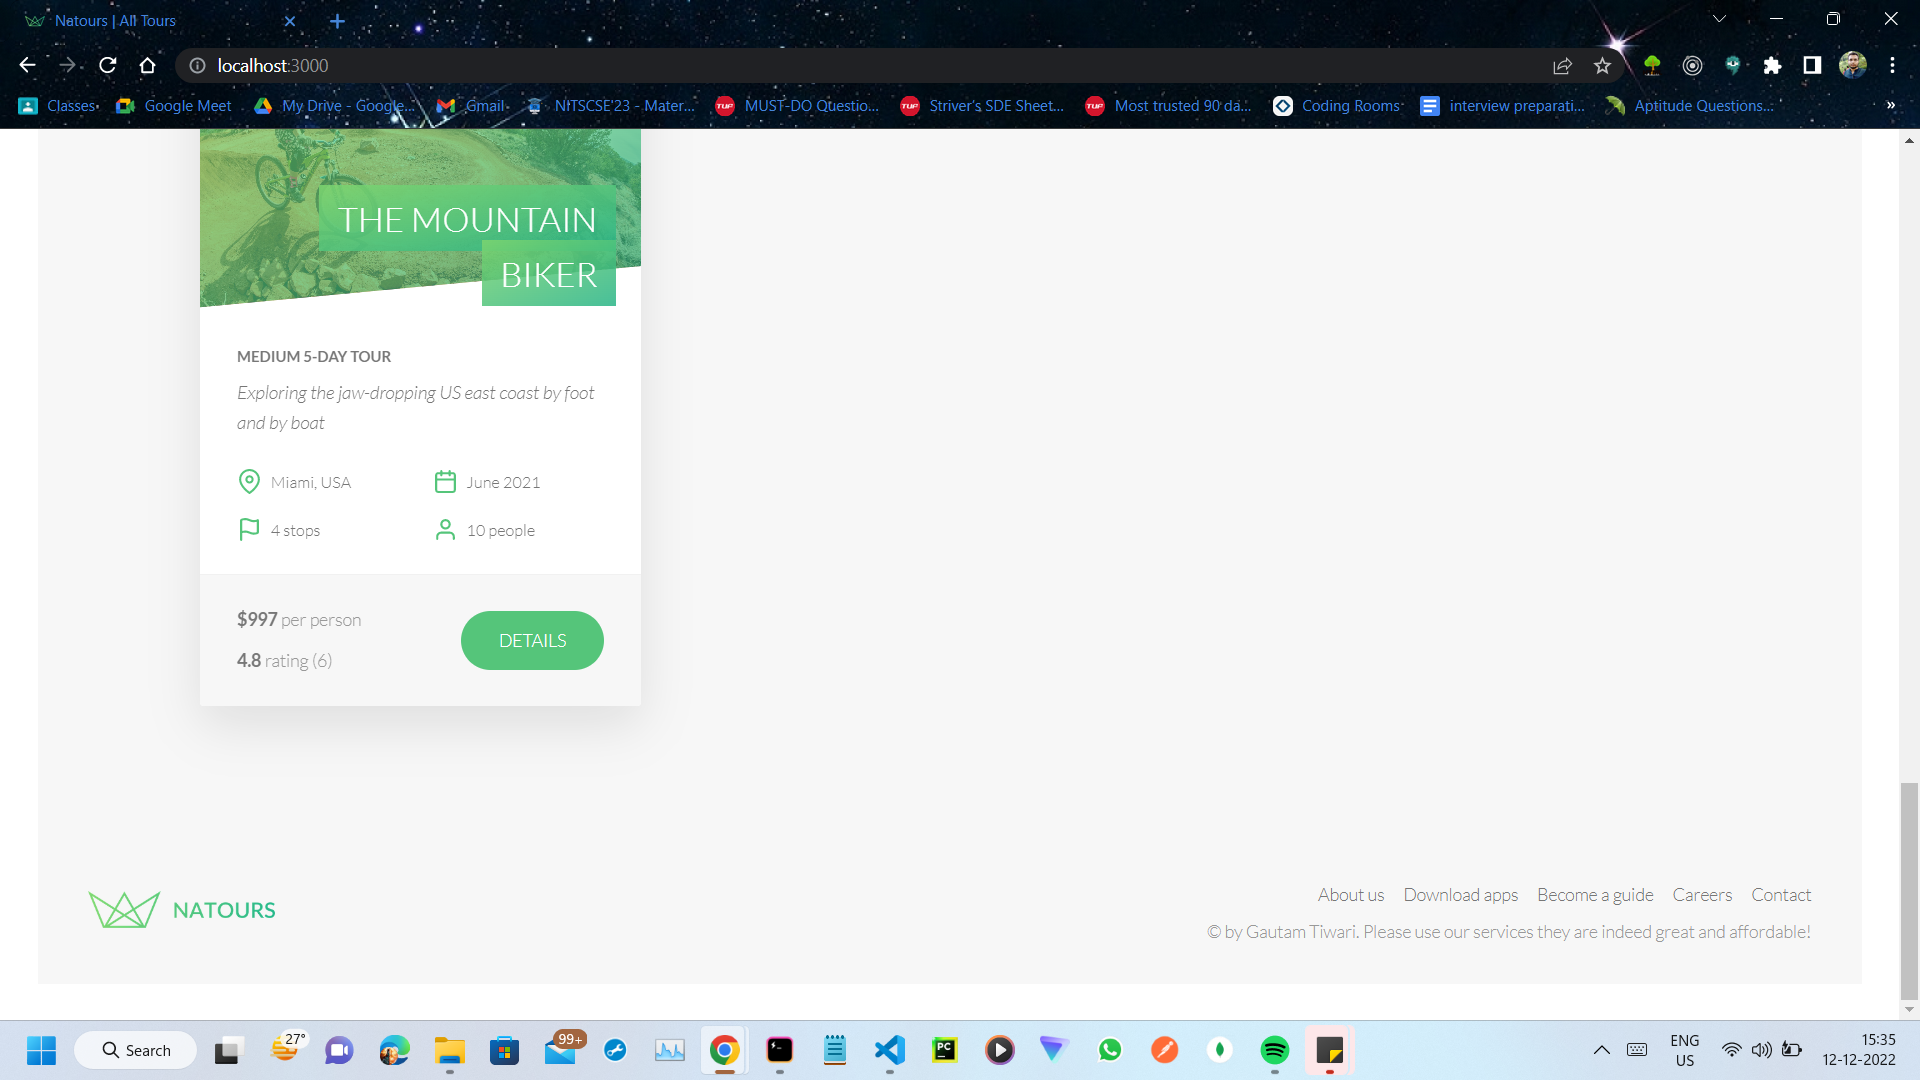 Natours | All Tours
localhost:3000
Classes
Google Meet
My Drive - Google...
Gmail
NITSCSE'23 - Mater...
MUST-DO Questio...
Striver's SDE Sheet...
Most trusted 90 da...
Coding Rooms
interview preparati...
Aptitude Questions...
»
THE MOUNTAIN
BIKER
MEDIUM 5-DAY TOUR
Exploring the jaw-dropping US east coast by foot
and by boat
Miami, USA
June 2021
4 stops
10 people
$997 per person
4.8 rating (6)
DETAILS
NATOURS
About us Download apps Become a guide Careers Contact
© by Gautam Tiwari. Please use our services they are indeed great and affordable!
Search
27°
99+
PC
ENG
US
15:35
12-12-2022